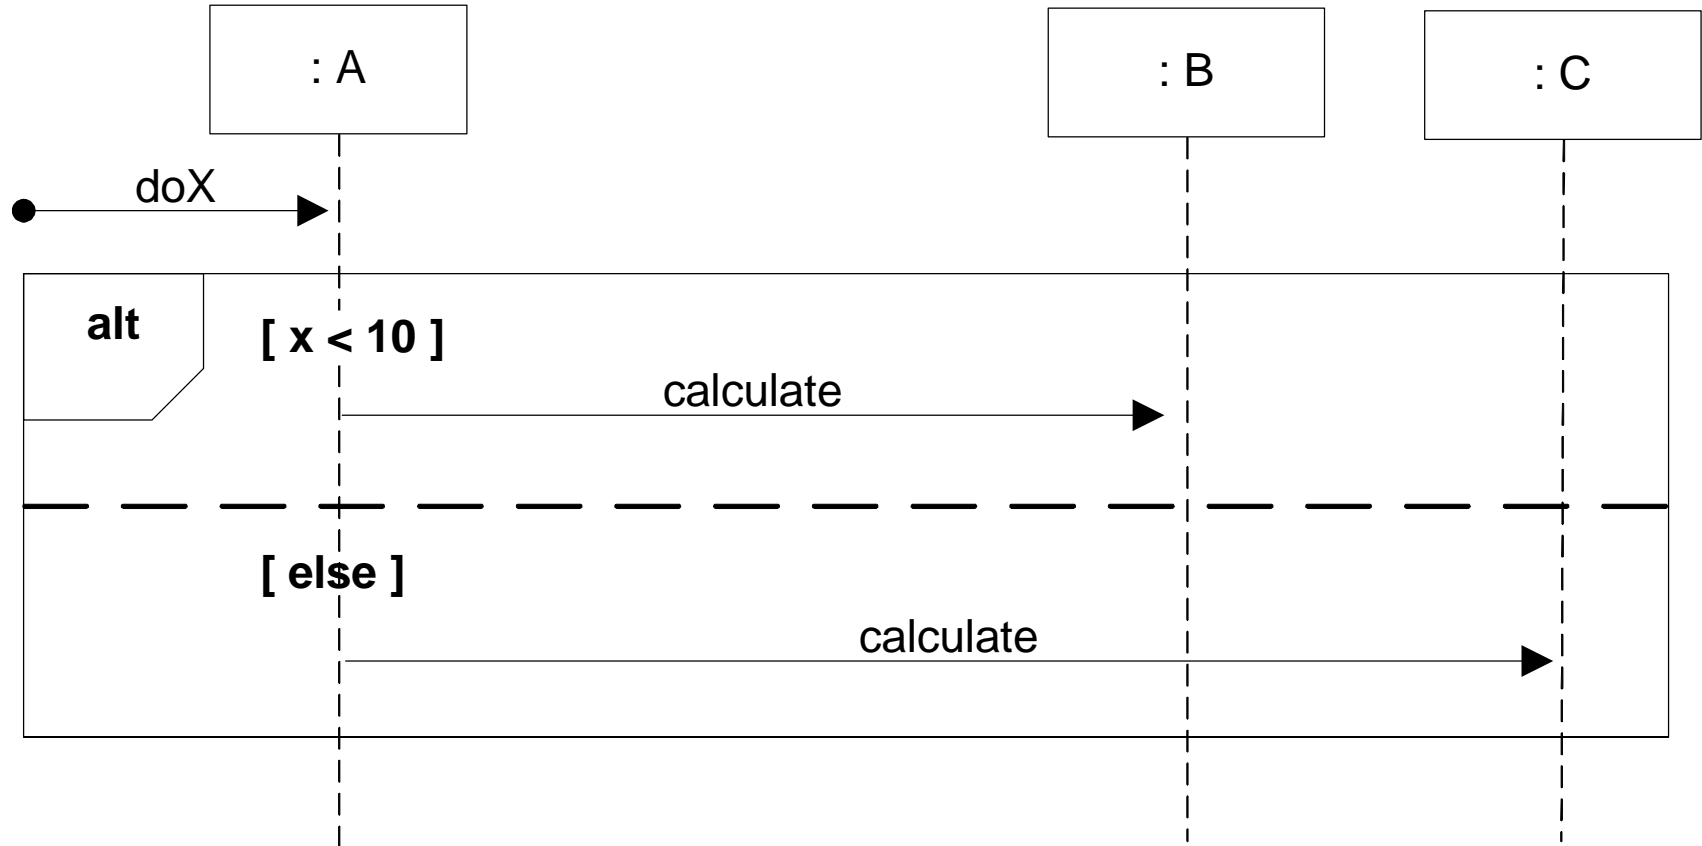 : A
: B
: C
doX
alt
[ x < 10 ]
calculate
[ else ]
calculate